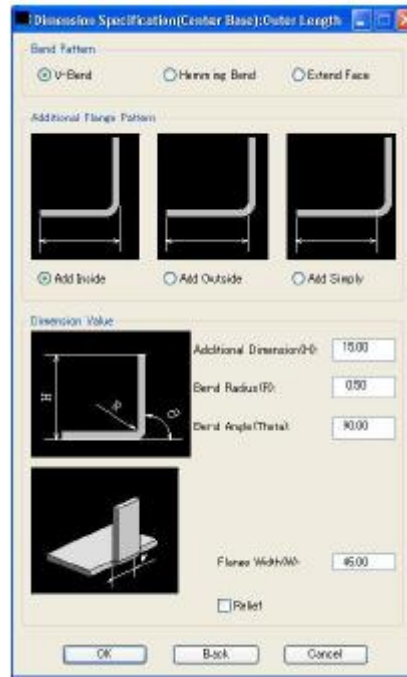 Dimension Specification(Center Base):Outer Length
Bend Pattern
V-Bend
Hemming Bend
Extend Face
Additional Flange Pattern
Add Inside
Add Outside
Add Simply
Dimension Value
Additional Dimension(H):
15.00
H
R
θ
Bend Radius(R):
0.50
Bend Angle(Theta):
90.00
Flange Width(W):
45.00
Relief
OK
Back
Cancel